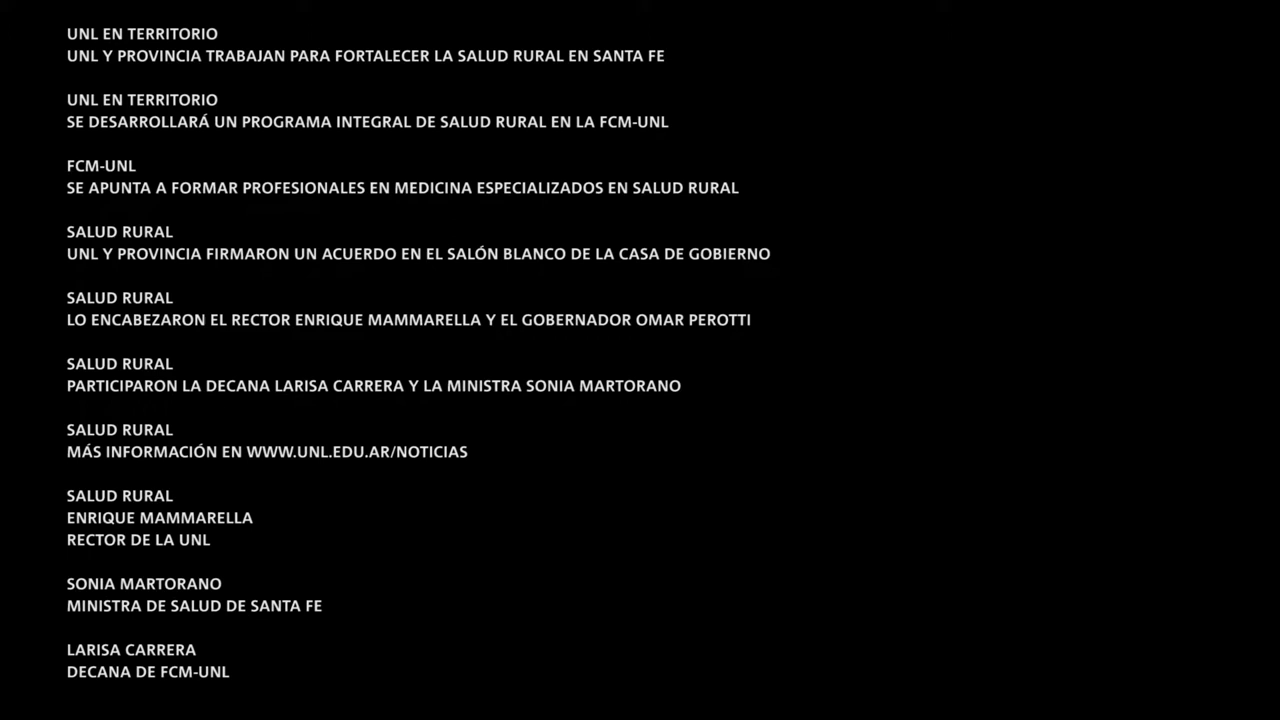 UNL EN TERRITORIO
UNL Y PROVINCIA TRABAJAN PARA FORTALECER LA SALUD RURAL EN SANTA FE
UNL EN TERRITORIO
SE DESARROLLARÁ UN PROGRAMA INTEGRAL DE SALUD RURAL EN LA FCM-UNL
FCM-UNL
SE APUNTA A FORMAR PROFESIONALES EN MEDICINA ESPECIALIZADOS EN SALUD RURAL
SALUD RURAL
UNL Y PROVINCIA FIRMARON UN ACUERDO EN EL SALÓN BLANCO DE LA CASA DE GOBIERNO
SALUD RURAL
LO ENCABEZARON EL RECTOR ENRIQUE MAMMARELLA Y EL GOBERNADOR OMAR PEROTTI
SALUD RURAL
PARTICIPARON LA DECANA LARISA CARRERA Y LA MINISTRA SONIA MARTORANO
SALUD RURAL
MÁS INFORMACIÓN EN WWW.UNL.EDU.AR/NOTICIAS
SALUD RURAL
ENRIQUE MAMMARELLA
RECTOR DE LA UNL
SONIA MARTORANO
MINISTRA DE SALUD DE SANTA FE
LARISA CARRERA
DECANA DE FCM-UNL